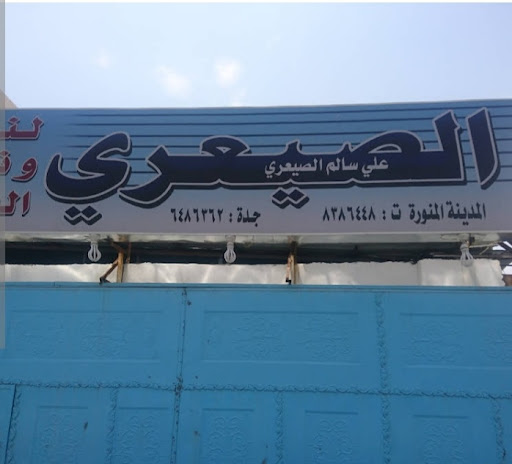 الصيعري
علي سالم الصيعري
المدينة المنورة ت : ٨٣٨٦٤٤٨ جدة : ٦٤٨٦٣٦٢